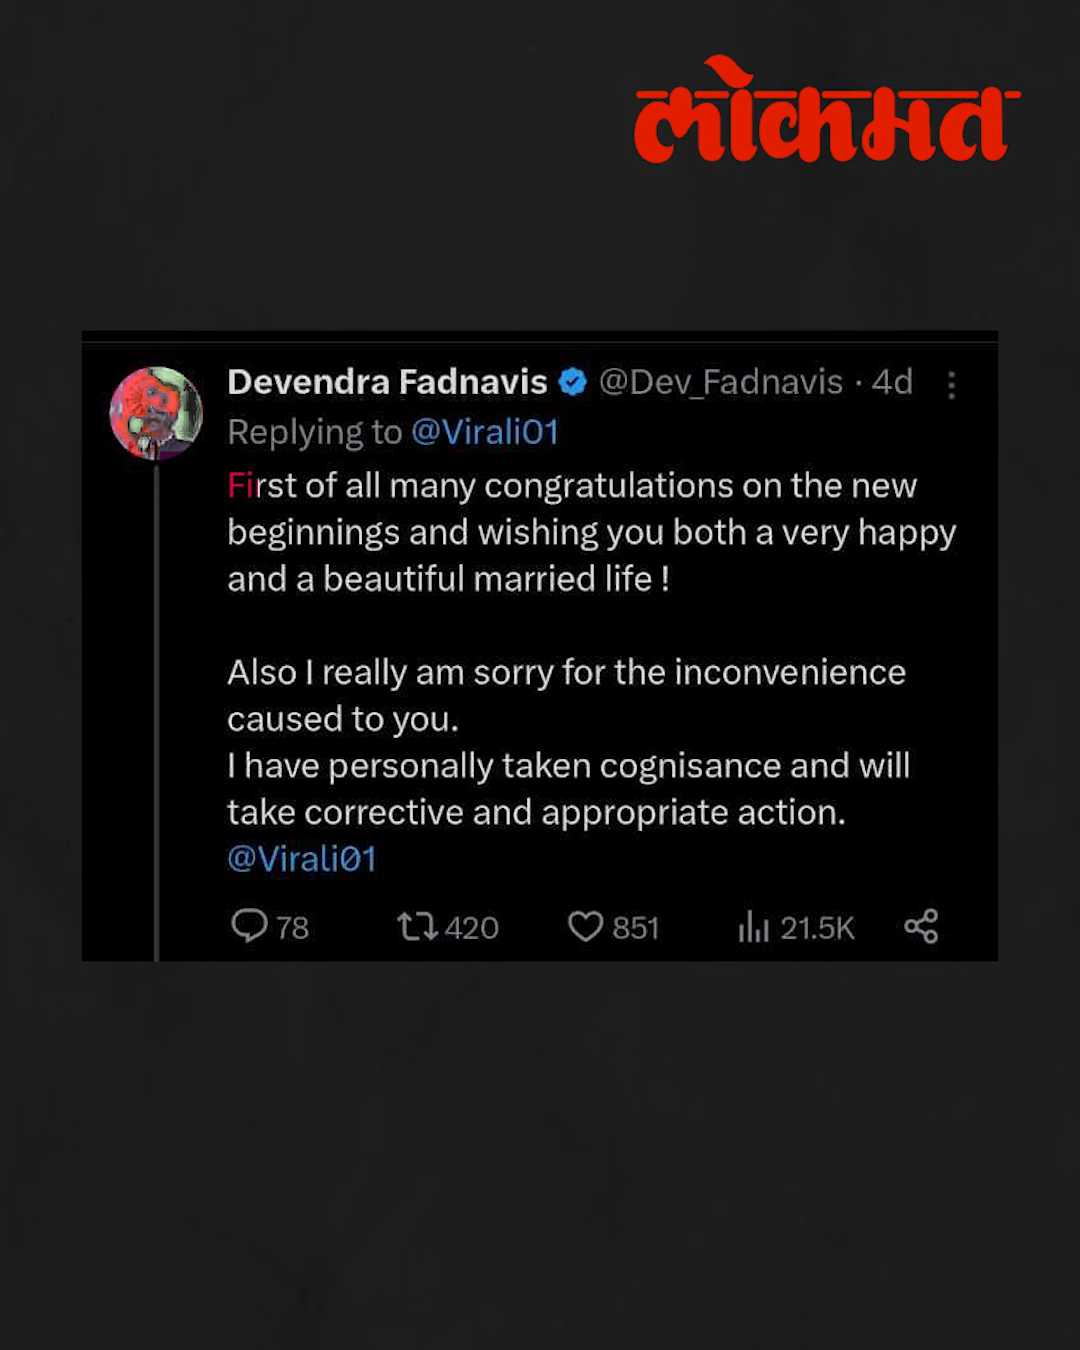 लोकमत
Devendra Fadnavis @Dev_Fadnavis · 4d
Replying to @Virali01
First of all many congratulations on the new
beginnings and wishing you both a very happy
and a beautiful married life !
Also I really am sorry for the inconvenience
caused to you.
I have personally taken cognisance and will
take corrective and appropriate action.
@Virali01
78 420 851 21.5K